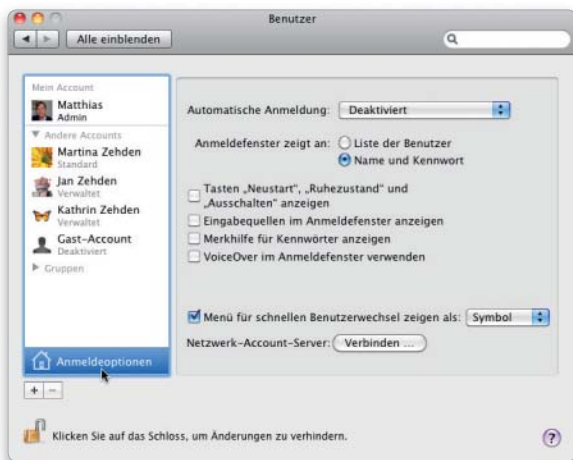 Benutzer
Alle einblenden
Mein Account
Matthias
Admin
Andere Accounts
Martina Zehden
Standard
Jan Zehden
Verwaltet
Kathrin Zehden
Verwaltet
Gast-Account
Deaktiviert
Gruppen
Anmeldeoptionen
+ −
Automatische Anmeldung: Deaktiviert
Anmeldefenster zeigt an: Liste der Benutzer
Name und Kennwort
Tasten „Neustart“, „Ruhezustand“ und
„Ausschalten“ anzeigen
Eingabequellen im Anmeldefenster anzeigen
Merkhilfe für Kennwörter anzeigen
VoiceOver im Anmeldefenster verwenden
Menü für schnellen Benutzerwechsel zeigen als: Symbol
Netzwerk-Account-Server: Verbinden ...
Klicken Sie auf das Schloss, um Änderungen zu verhindern.
?